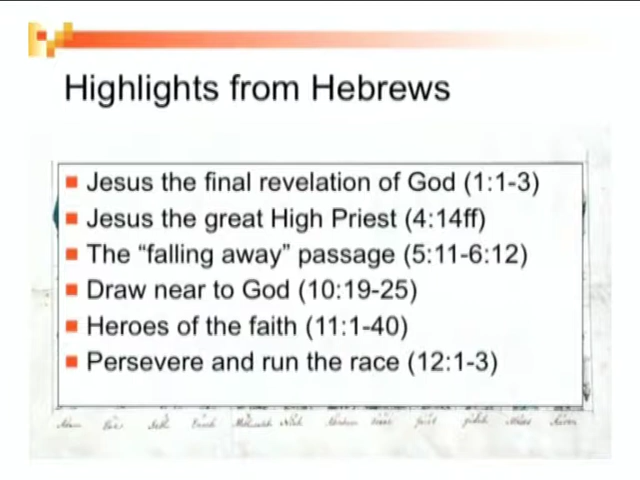 Highlights from Hebrews
Jesus the final revelation of God (1:1-3)
Jesus the great High Priest (4:14ff)
The “falling away” passage (5:11-6:12)
Draw near to God (10:19-25)
Heroes of the faith (11:1-40)
Persevere and run the race (12:1-3)